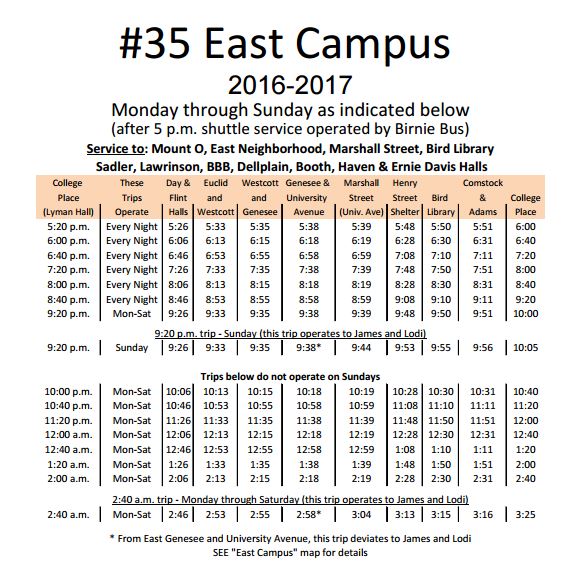 #35 East Campus
2016-2017
Monday through Sunday as indicated below
(after 5 p.m. shuttle service operated by Birnie Bus)
Service to: Mount O, East Neighborhood, Marshall Street, Bird Library
Sadler, Lawrinson, BBB, Dellplain, Booth, Haven & Ernie Davis Halls
College These Day & Euclid Westcott Genesee & Marshall Henry Comstock
Place Trips Flint and and University Street Street Bird & College
(Lyman Hall) Operate Halls Westcott Genesee Avenue (Univ. Ave) Shelter Library Adams Place
5:20 p.m. Every Night 5:26 5:33 5:35 5:38 5:39 5:48 5:50 5:51 6:00
6:00 p.m. Every Night 6:06 6:13 6:15 6:18 6:19 6:28 6:30 6:31 6:40
6:40 p.m. Every Night 6:46 6:53 6:55 6:58 6:59 7:08 7:10 7:11 7:20
7:20 p.m. Every Night 7:26 7:33 7:35 7:38 7:39 7:48 7:50 7:51 8:00
8:00 p.m. Every Night 8:06 8:13 8:15 8:18 8:19 8:28 8:30 8:31 8:40
8:40 p.m. Every Night 8:46 8:53 8:55 8:58 8:59 9:08 9:10 9:11 9:20
9:20 p.m. Mon-Sat 9:26 9:33 9:35 9:38 9:39 9:48 9:50 9:51 10:00
9:20 p.m. trip - Sunday (this trip operates to James and Lodi)
9:20 p.m. Sunday 9:26 9:33 9:35 9:38* 9:44 9:53 9:55 9:56 10:05
Trips below do not operate on Sundays
10:00 p.m. Mon-Sat 10:06 10:13 10:15 10:18 10:19 10:28 10:30 10:31 10:40
10:40 p.m. Mon-Sat 10:46 10:53 10:55 10:58 10:59 11:08 11:10 11:11 11:20
11:20 p.m. Mon-Sat 11:26 11:33 11:35 11:38 11:39 11:48 11:50 11:51 12:00
12:00 a.m. Mon-Sat 12:06 12:13 12:15 12:18 12:19 12:28 12:30 12:31 12:40
12:40 a.m. Mon-Sat 12:46 12:53 12:55 12:58 12:59 1:08 1:10 1:11 1:20
1:20 a.m. Mon-Sat 1:26 1:33 1:35 1:38 1:39 1:48 1:50 1:51 2:00
2:00 a.m. Mon-Sat 2:06 2:13 2:15 2:18 2:19 2:28 2:30 2:31 2:40
2:40 a.m. trip - Monday through Saturday (this trip operates to James and Lodi)
2:40 a.m. Mon-Sat 2:46 2:53 2:55 2:58* 3:04 3:13 3:15 3:16 3:25
* From East Genesee and University Avenue, this trip deviates to James and Lodi
SEE "East Campus" map for details